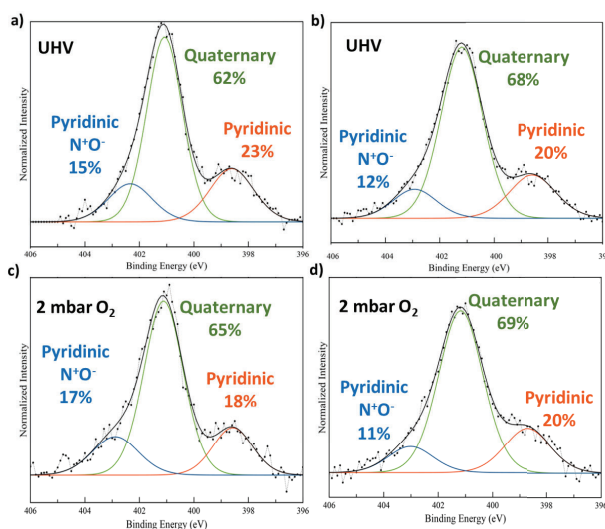 a)
UHV
Quaternary
62%
Pyridinic
N⁺O⁻
15%
Pyridinic
23%
Normalized Intensity
406 404 402 400 398 396
Binding Energy (eV)
b)
UHV
Quaternary
68%
Pyridinic
N⁺O⁻
12%
Pyridinic
20%
Normalized Intensity
406 404 402 400 398 396
Binding Energy (eV)
c)
2 mbar O₂
Quaternary
65%
Pyridinic
N⁺O⁻
17%
Pyridinic
18%
Normalized Intensity
406 404 402 400 398 396
Binding Energy (eV)
d)
2 mbar O₂
Quaternary
69%
Pyridinic
N⁺O⁻
11%
Pyridinic
20%
Normalized Intensity
406 404 402 400 398 396
Binding Energy (eV)